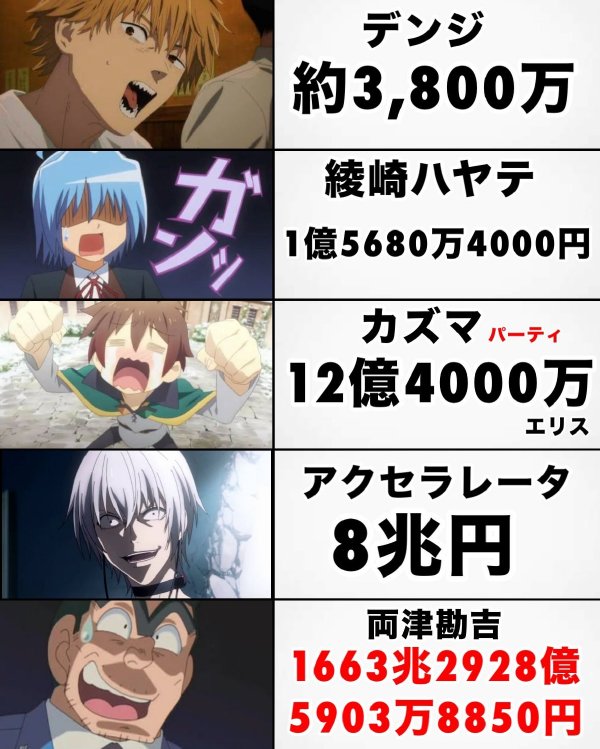 デンジ
約3,800万
ガーンッ
綾崎ハヤテ
1億5680万4000円
カズマ パーティ
12億4000万
エリス
アクセラレータ
8兆円
両津勘吉
1663兆2928億
5903万8850円